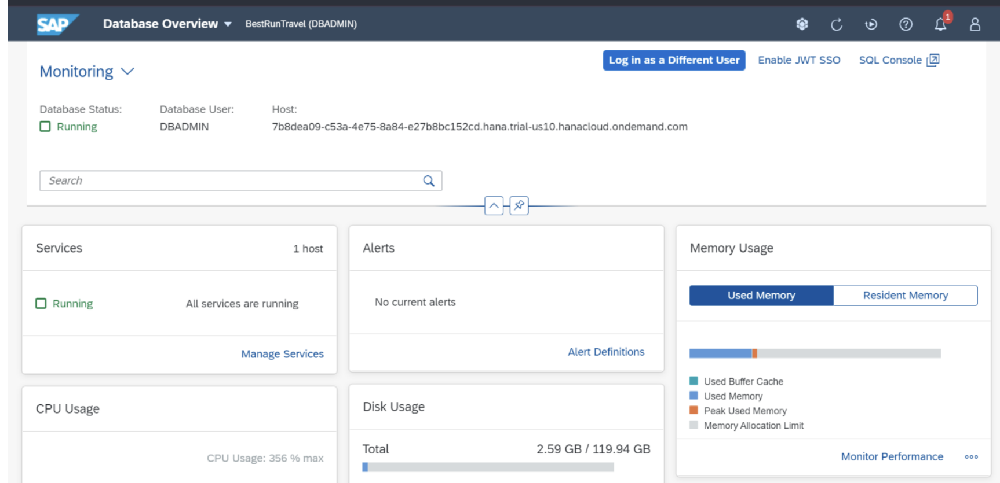 SAP Database Overview BestRunTravel (DBADMIN) 1
Log in as a Different User Enable JWT SSO SQL Console
Monitoring
Database Status: Database User: Host:
Running DBADMIN 7b8dea09-c53a-4e75-8a84-e27b8bc152cd.hana.trial-us10.hanacloud.ondemand.com
Search
Services 1 host
Running All services are running
Manage Services
Alerts
No current alerts
Alert Definitions
Memory Usage
Used Memory Resident Memory
Used Buffer Cache
Used Memory
Peak Used Memory
Memory Allocation Limit
Monitor Performance
CPU Usage
CPU Usage: 356 % max
Disk Usage
Total 2.59 GB / 119.94 GB